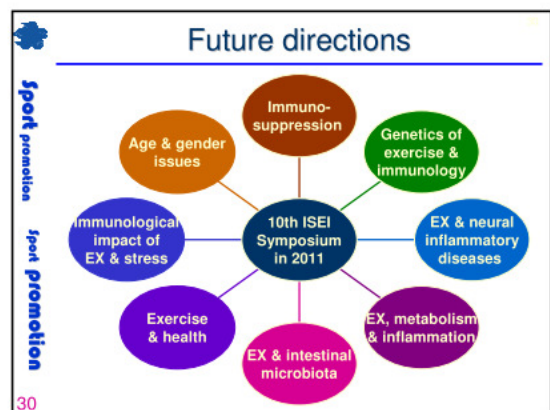 Future directions
Sport promotion
Sport promotion
Immuno-
suppression
Genetics of
exercise &
immunology
EX & neural
inflammatory
diseases
EX, metabolism
& inflammation
EX & intestinal
microbiota
Exercise
& health
Immunological
impact of
EX & stress
Age & gender
issues
10th ISEI
Symposium
in 2011
30